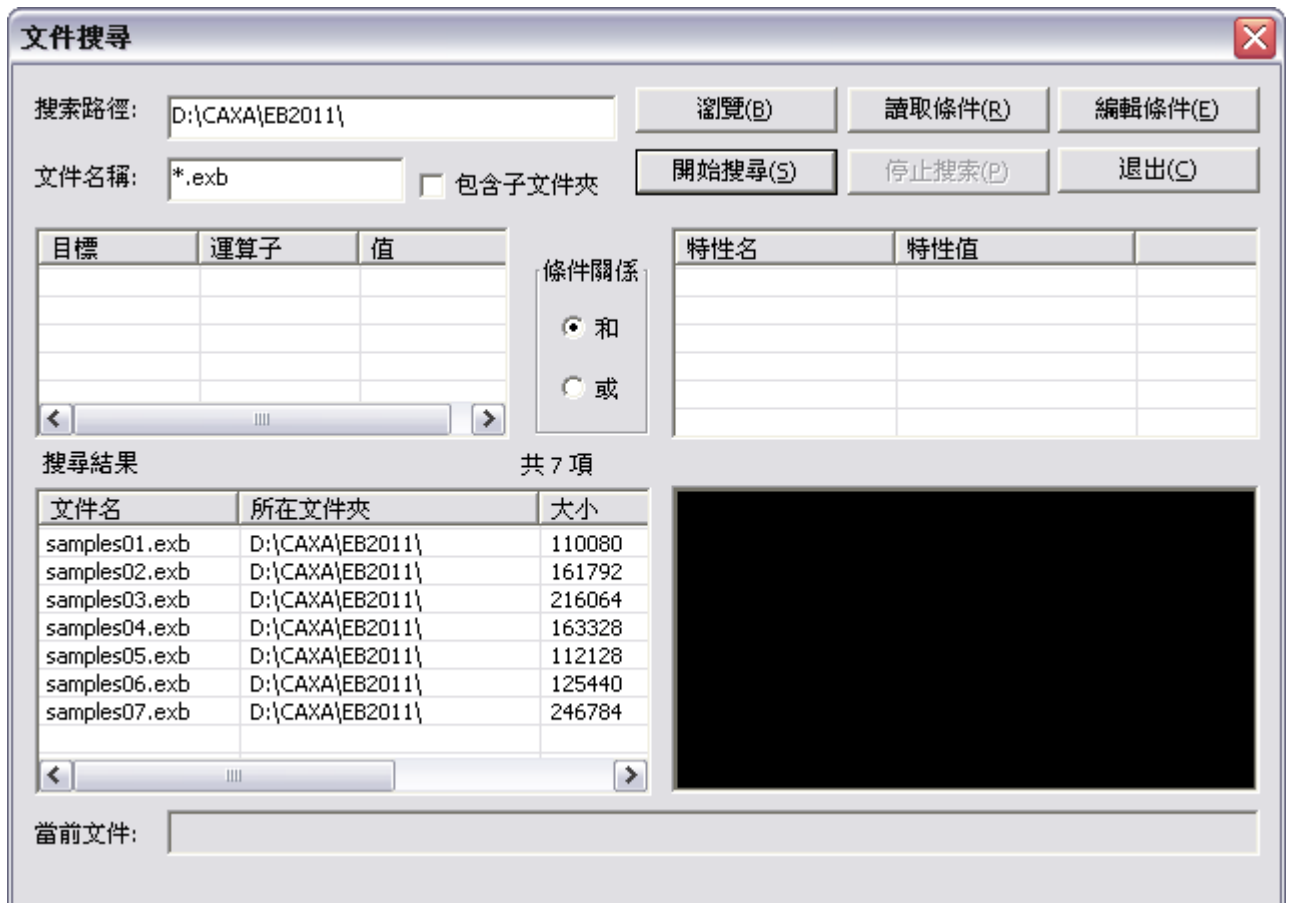 文件搜尋
搜索路徑: D:\CAXA\EB2011\ 瀏覽(B) 讀取條件(R) 編輯條件(E)
文件名稱: *.exb 包含子文件夾 開始搜尋(S) 停止搜索(P) 退出(C)
目標 運算子 值 條件關係 特性名 特性值
和
或
搜尋結果 共 7 項
文件名 所在文件夾 大小
samples01.exb D:\CAXA\EB2011\ 110080
samples02.exb D:\CAXA\EB2011\ 161792
samples03.exb D:\CAXA\EB2011\ 216064
samples04.exb D:\CAXA\EB2011\ 163328
samples05.exb D:\CAXA\EB2011\ 112128
samples06.exb D:\CAXA\EB2011\ 125440
samples07.exb D:\CAXA\EB2011\ 246784
當前文件: